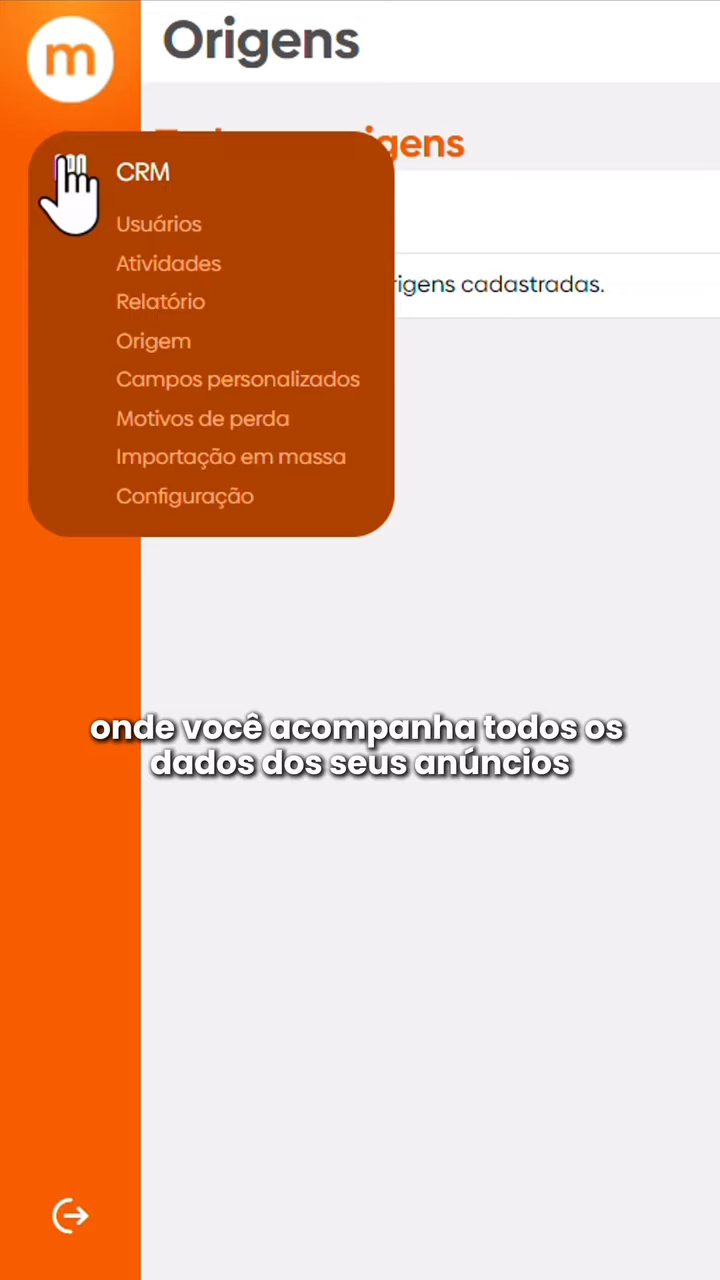 m
Origens
igens
CRM
Usuários
Atividades
Relatório
rigens cadastradas.
Origem
Campos personalizados
Motivos de perda
Importação em massa
Configuração
onde você acompanha todos os
dados dos seus anúncios